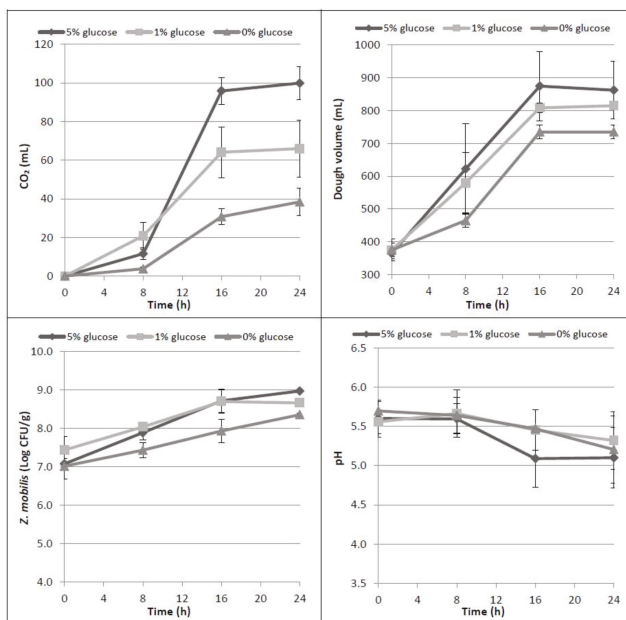 5% glucose 1% glucose 0% glucose
120
100
80
60
40
20
0
CO₂ (mL)
0 4 8 12 16 20 24
Time (h)
5% glucose 1% glucose 0% glucose
1000
900
800
700
600
500
400
300
Dough volume (mL)
0 4 8 12 16 20 24
Time (h)
5% glucose 1% glucose 0% glucose
10.0
9.0
8.0
7.0
6.0
5.0
4.0
Z. mobilis (Log CFU/g)
0 4 8 12 16 20 24
Time (h)
5% glucose 1% glucose 0% glucose
6.5
6.0
5.5
5.0
4.5
4.0
3.5
pH
0 4 8 12 16 20 24
Time (h)